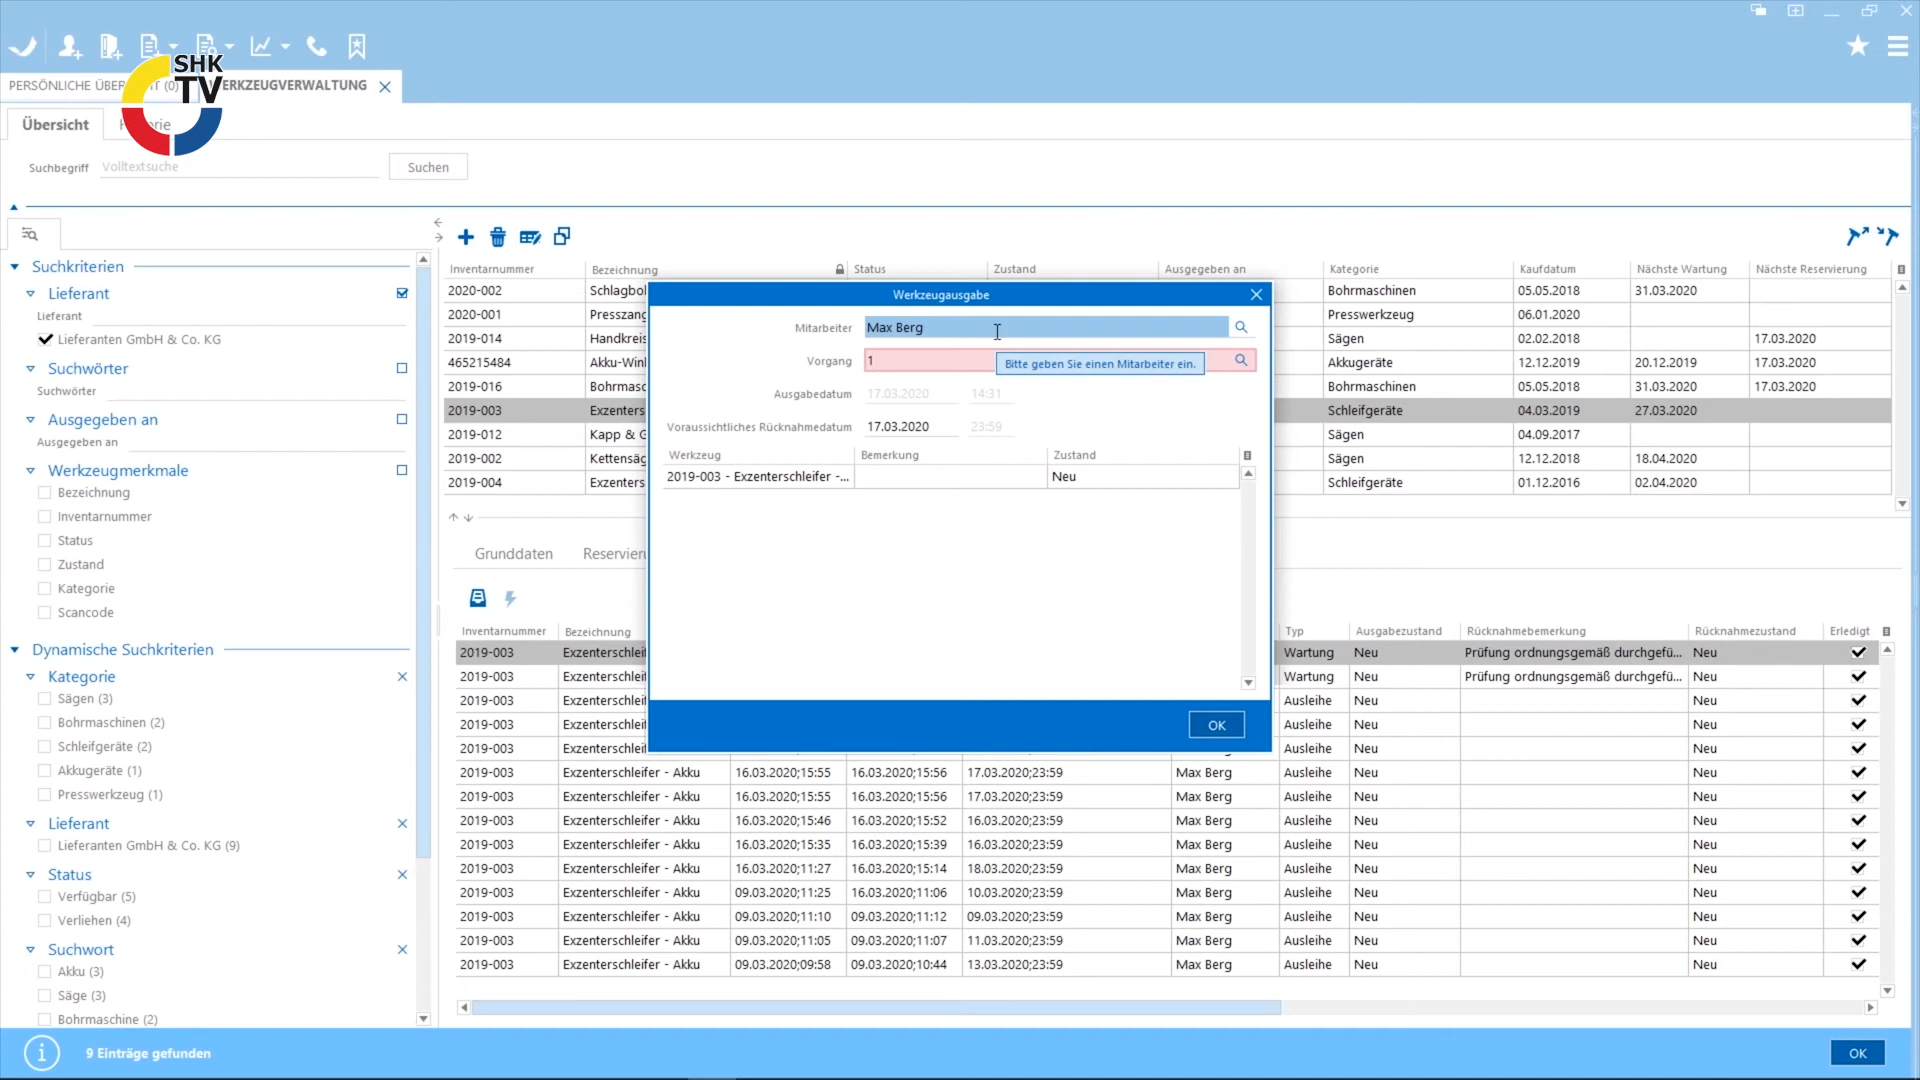 SHK
TV
PERSÖNLICHE ÜBER
T (0)
ERKZEUGVERWALTUNG
Übersicht
Suchbegriff Volltextsuche Suchen
Suchkriterien
Lieferant
Lieferant
Lieferanten GmbH & Co. KG
Suchwörter
Suchwörter
Ausgegeben an
Ausgegeben an
Werkzeugmerkmale
Bezeichnung
Inventarnummer
Status
Zustand
Kategorie
Scancode
Dynamische Suchkriterien
Kategorie
Sägen (3)
Bohrmaschinen (2)
Schleifgeräte (2)
Akkugeräte (1)
Presswerkzeug (1)
Lieferant
Lieferanten GmbH & Co. KG (9)
Status
Verfügbar (5)
Verliehen (4)
Suchwort
Akku (3)
Säge (3)
Bohrmaschine (2)
Inventarnummer Bezeichnung Status Zustand Ausgegeben an Kategorie Kaufdatum Nächste Wartung Nächste Reservierung
2020-002 Schlagbol Bohrmaschinen 05.05.2018 31.03.2020
2020-001 Presszang Presswerkzeug 06.01.2020
2019-014 Handkreis Sägen 02.02.2018 17.03.2020
465215484 Akku-Winl Akkugeräte 12.12.2019 20.12.2019 17.03.2020
2019-016 Bohrmasc Bohrmaschinen 05.05.2018 31.03.2020 17.03.2020
2019-003 Exzenters Schleifgeräte 04.03.2019 27.03.2020
2019-012 Kapp & G Sägen 04.09.2017
2019-002 Kettensäg Sägen 12.12.2018 18.04.2020
2019-004 Exzenters Schleifgeräte 01.12.2016 02.04.2020
Werkzeugausgabe
Mitarbeiter Max Berg
Vorgang 1
Bitte geben Sie einen Mitarbeiter ein.
Ausgabedatum 17.03.2020 14:31
Voraussichtliches Rücknahmedatum 17.03.2020 23:59
Werkzeug Bemerkung Zustand
2019-003 - Exzenterschleifer -... Neu
OK
Grunddaten Reservieru
Inventarnummer Bezeichnung Typ Ausgabezustand Rücknahmebemerkung Rücknahmezustand Erledigt
2019-003 Exzenterschleif Wartung Neu Prüfung ordnungsgemäß durchgefü... Neu
2019-003 Exzenterschleif Wartung Neu Prüfung ordnungsgemäß durchgefü... Neu
2019-003 Exzenterschleif Ausleihe Neu Neu
2019-003 Exzenterschleif Ausleihe Neu Neu
2019-003 Exzenterschleif Ausleihe Neu Neu
2019-003 Exzenterschleifer - Akku 16.03.2020;15:55 16.03.2020;15:56 17.03.2020;23:59 Max Berg Ausleihe Neu Neu
2019-003 Exzenterschleifer - Akku 16.03.2020;15:55 16.03.2020;15:56 17.03.2020;23:59 Max Berg Ausleihe Neu Neu
2019-003 Exzenterschleifer - Akku 16.03.2020;15:46 16.03.2020;15:52 16.03.2020;23:59 Max Berg Ausleihe Neu Neu
2019-003 Exzenterschleifer - Akku 16.03.2020;15:35 16.03.2020;15:39 16.03.2020;23:59 Max Berg Ausleihe Neu Neu
2019-003 Exzenterschleifer - Akku 16.03.2020;11:27 16.03.2020;15:14 18.03.2020;23:59 Max Berg Ausleihe Neu Neu
2019-003 Exzenterschleifer - Akku 09.03.2020;11:25 16.03.2020;11:06 10.03.2020;23:59 Max Berg Ausleihe Neu Neu
2019-003 Exzenterschleifer - Akku 09.03.2020;11:10 09.03.2020;11:12 09.03.2020;23:59 Max Berg Ausleihe Neu Neu
2019-003 Exzenterschleifer - Akku 09.03.2020;11:05 09.03.2020;11:07 11.03.2020;23:59 Max Berg Ausleihe Neu Neu
2019-003 Exzenterschleifer - Akku 09.03.2020;09:58 09.03.2020;10:44 13.03.2020;23:59 Max Berg Ausleihe Neu Neu
9 Einträge gefunden OK